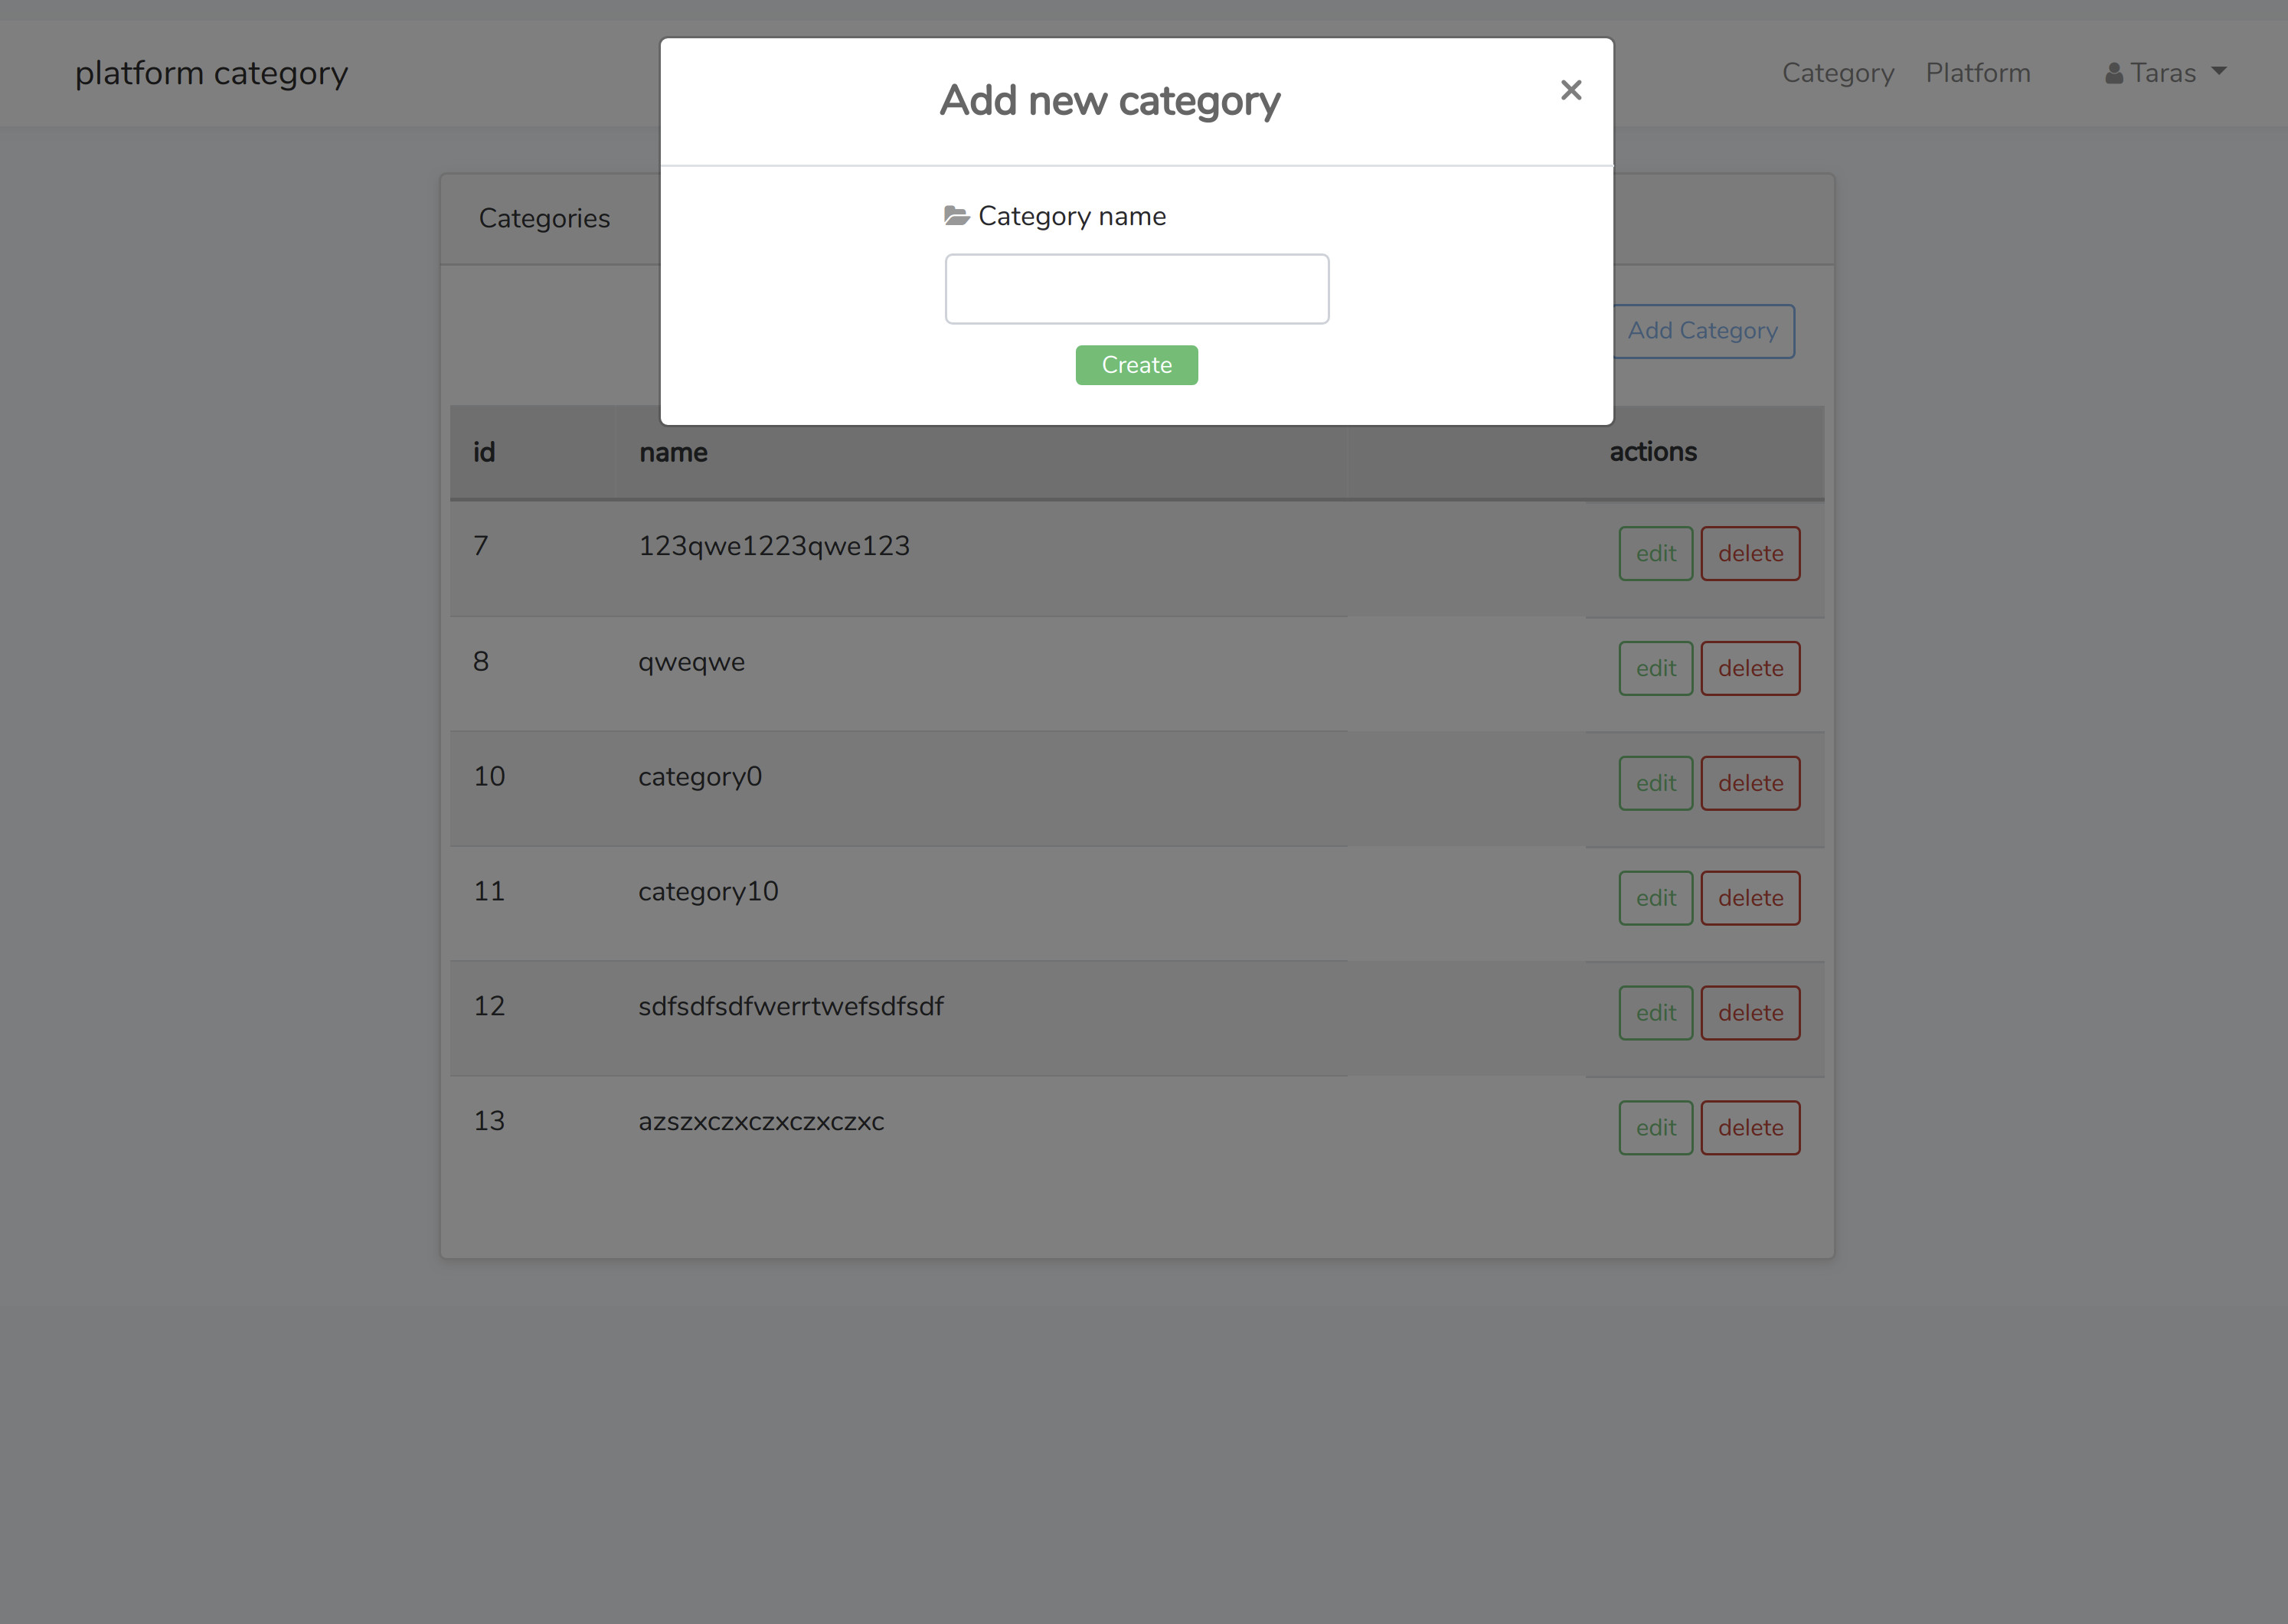 platform category
Category Platform Taras
Add new category ×
Category name
Create
Categories
Add Category
id name actions
7 123qwe1223qwe123 edit delete
8 qweqwe edit delete
10 category0 edit delete
11 category10 edit delete
12 sdfsdfsdfwerrtwefsdfsdf edit delete
13 azszxczxczxczxczxc edit delete